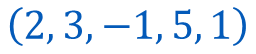 (2, 3, −1, 5, 1)